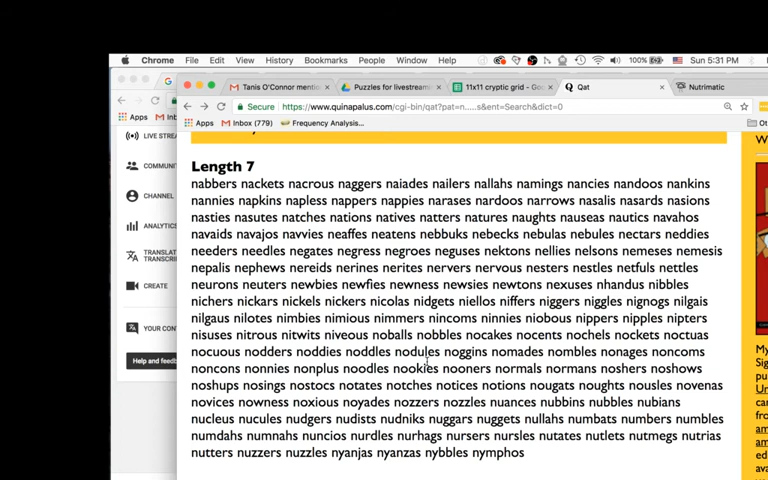 Chrome File Edit View History Bookmarks People Window Help 100% Sun 5:31 PM
Tanis O'Connor mentio Puzzles for livestream 11x11 cryptic grid - Goo Qat Nutrimatic
Secure https://www.quinapalus.com/cgi-bin/qat?pat=n.....s&ent=Search&dict=0
Apps Apps Inbox (779) Frequency Analysis...
LIVE STRE
COMMUNI
CHANNEL
ANALYTICS
TRANSLAT
TRANSCRI
CREATE
YOUR CON
Help and feedb
Length 7
nabbers nackets nacrous naggers naiades nailers nallahs namings nancies nandoos nankins
nannies napkins napless nappers nappies narases nardoos narrows nasalis nasards nasions
nasties nasutes natches nations natives natters natures naughts nauseas nautics navahos
navaids navajos navvies neaffes neatens nebbuks nebecks nebulas nebules nectars neddies
needers needles negates negress negroes neguses nektons nellies nelsons nemeses nemesis
nepalis nephews nereids nerines nerites nervers nervous nesters nestles netfuls nettles
neurons neuters newbies newfies newness newsies newtons nexuses nhandus nibbles
nichers nickars nickels nickers nicolas nidgets niellos niffers niggers niggles nignogs nilgais
nilgaus nilotes nimbies nimious nimmers nincoms ninnies niobous nippers nipples nipters
nisuses nitrous nitwits niveous noballs nobbles nocakes nocents nochels nockets noctuas
nocuous nodders noddies noddles nodules noggins nomades nombles nonages noncoms
noncons nonnies nonplus noodles nookies nooners normals normans noshers noshows
noshups nosings nostocs notates notches notices notions nougats noughts nousles novenas
novices nowness noxious noyades nozzers nozzles nuances nubbins nubbles nubians
nucleus nucules nudgers nudists nudniks nuggars nuggets nullahs numbats numbers numbles
numdahs numnahs nuncios nurdles nurhags nursers nursles nutates nutlets nutmegs nutrias
nutters nuzzers nuzzles nyanjas nyanzas nybbles nymphos